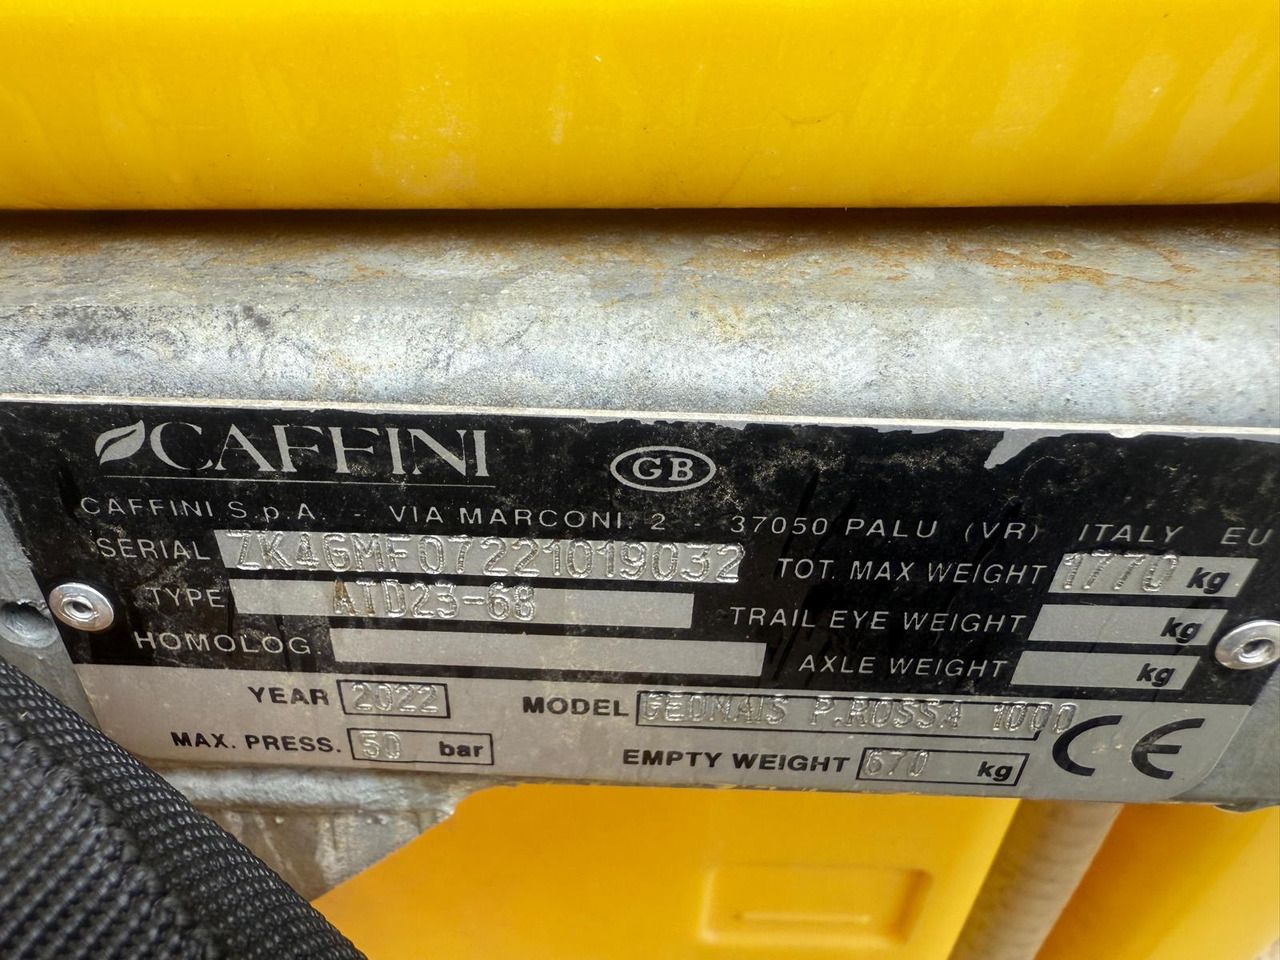 CAFFINI
GB
CAFFINI S.p.A. - VIA MARCONI, 2 - 37050 PALU (VR) ITALY EU
SERIAL ZK46MF07221019032 TOT. MAX WEIGHT 1770 kg
TYPE ATD23-68 TRAIL EYE WEIGHT kg
HOMOLOG. AXLE WEIGHT kg
YEAR 2022 MODEL GEOMAIS P.ROSSA 1000
MAX. PRESS. 50 bar EMPTY WEIGHT 670 kg
CE